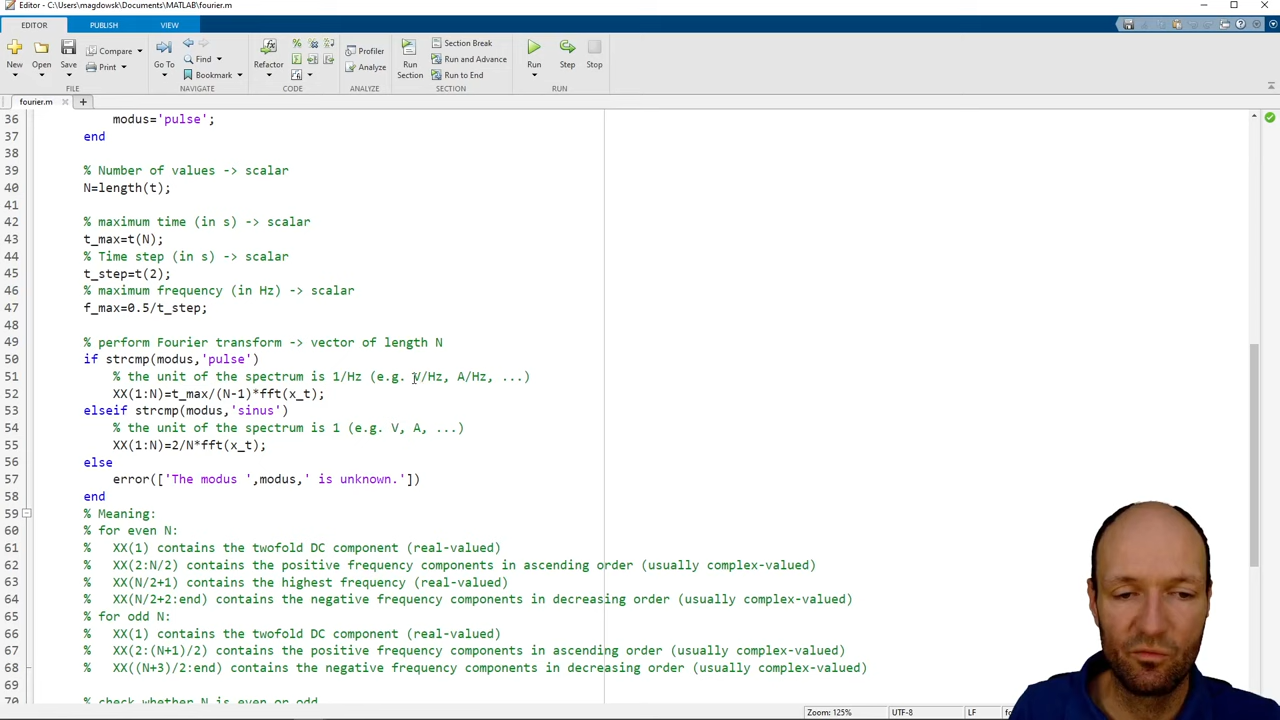 Editor - C:\Users\magdowsk\Documents\MATLAB\fourier.m
EDITOR PUBLISH VIEW
New Open Save Compare Print Go To Find Bookmark Refactor Profiler Analyze Run Section Section Break Run and Advance Run to End Run Step Stop
FILE NAVIGATE CODE ANALYZE SECTION RUN
fourier.m
36 modus='pulse';
37 end
38
39 % Number of values -> scalar
40 N=length(t);
41
42 % maximum time (in s) -> scalar
43 t_max=t(N);
44 % Time step (in s) -> scalar
45 t_step=t(2);
46 % maximum frequency (in Hz) -> scalar
47 f_max=0.5/t_step;
48
49 % perform Fourier transform -> vector of length N
50 if strcmp(modus,'pulse')
51 % the unit of the spectrum is 1/Hz (e.g. V/Hz, A/Hz, ...)
52 XX(1:N)=t_max/(N-1)*fft(x_t);
53 elseif strcmp(modus,'sinus')
54 % the unit of the spectrum is 1 (e.g. V, A, ...)
55 XX(1:N)=2/N*fft(x_t);
56 else
57 error(['The modus ',modus,' is unknown.'])
58 end
59 % Meaning:
60 % for even N:
61 % XX(1) contains the twofold DC component (real-valued)
62 % XX(2:N/2) contains the positive frequency components in ascending order (usually complex-valued)
63 % XX(N/2+1) contains the highest frequency (real-valued)
64 % XX(N/2+2:end) contains the negative frequency components in decreasing order (usually complex-valued)
65 % for odd N:
66 % XX(1) contains the twofold DC component (real-valued)
67 % XX(2:(N+1)/2) contains the positive frequency components in ascending order (usually complex-valued)
68 % XX((N+3)/2:end) contains the negative frequency components in decreasing order (usually complex-valued)
69
70 % check whether N is even or odd
Zoom: 125% UTF-8 LF